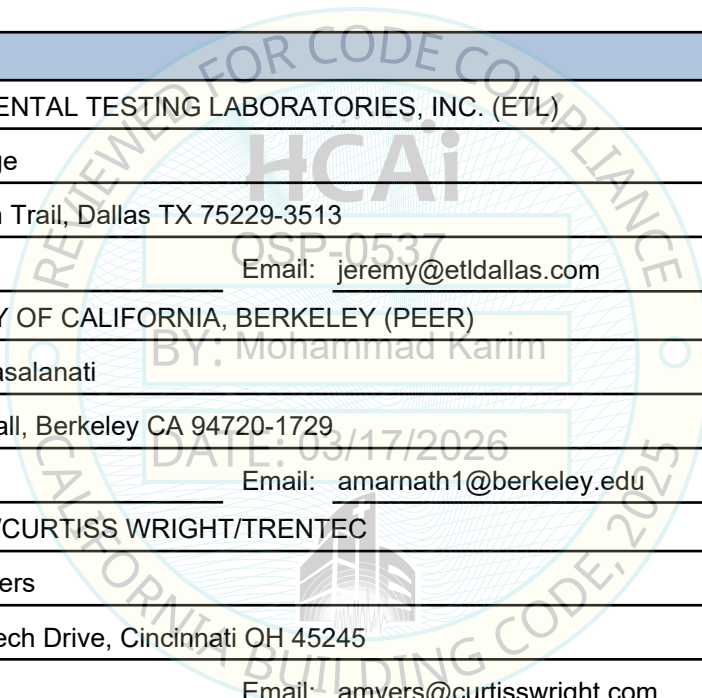 ENTAL TESTING LABORATORIES, INC. (ETL)
ge
Trail, Dallas TX 75229-3513
Email: jeremy@etldallas.com
Y OF CALIFORNIA, BERKELEY (PEER)
asalanati
all, Berkeley CA 94720-1729
Email: amarnath1@berkeley.edu
/CURTISS WRIGHT/TRENTEC
ers
ech Drive, Cincinnati OH 45245
Email: amyers@curtisswright.com
REVIEWED FOR CODE COMPLIANCE
HCAi
OSP-0537
BY: Mohammad Karim
DATE: 03/17/2026
CALIFORNIA BUILDING CODE, 2025